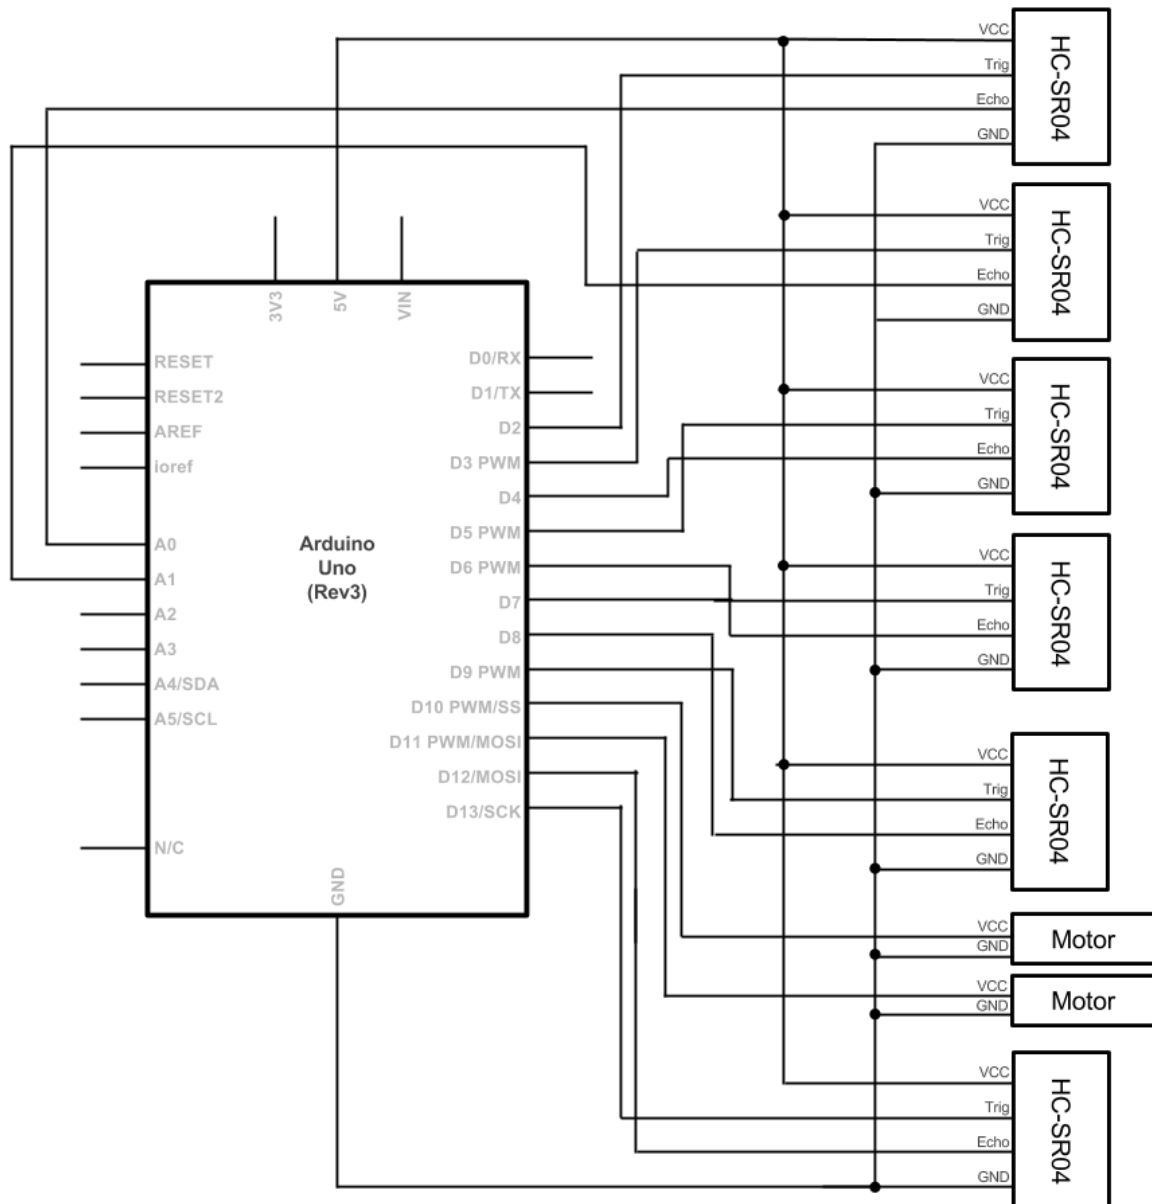 VCC
Trig
Echo
GND
HC-SR04
VCC
Trig
Echo
GND
HC-SR04
3V3
5V
VIN
RESET
RESET2
AREF
ioref
A0
A1
A2
A3
A4/SDA
A5/SCL
N/C
Arduino
Uno
(Rev3)
D0/RX
D1/TX
D2
D3 PWM
D4
D5 PWM
D6 PWM
D7
D8
D9 PWM
D10 PWM/SS
D11 PWM/MOSI
D12/MOSI
D13/SCK
GND
VCC
Trig
Echo
GND
HC-SR04
VCC
Trig
Echo
GND
HC-SR04
VCC
Trig
Echo
GND
HC-SR04
VCC
GND
Motor
VCC
GND
Motor
VCC
Trig
Echo
GND
HC-SR04